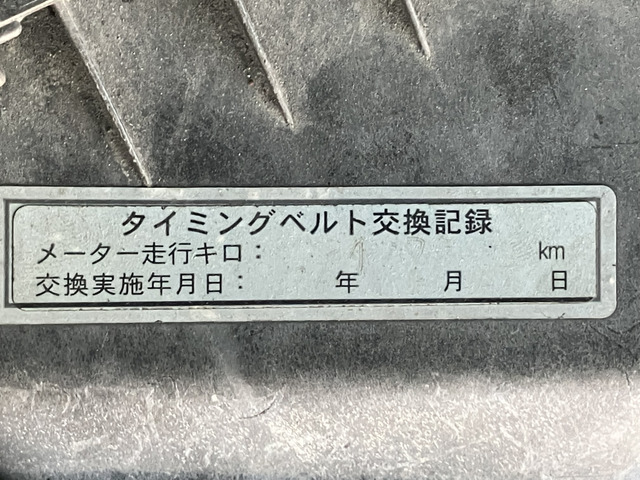 タイミングベルト交換記録
メーター走行キロ： km
交換実施年月日： 年 月 日